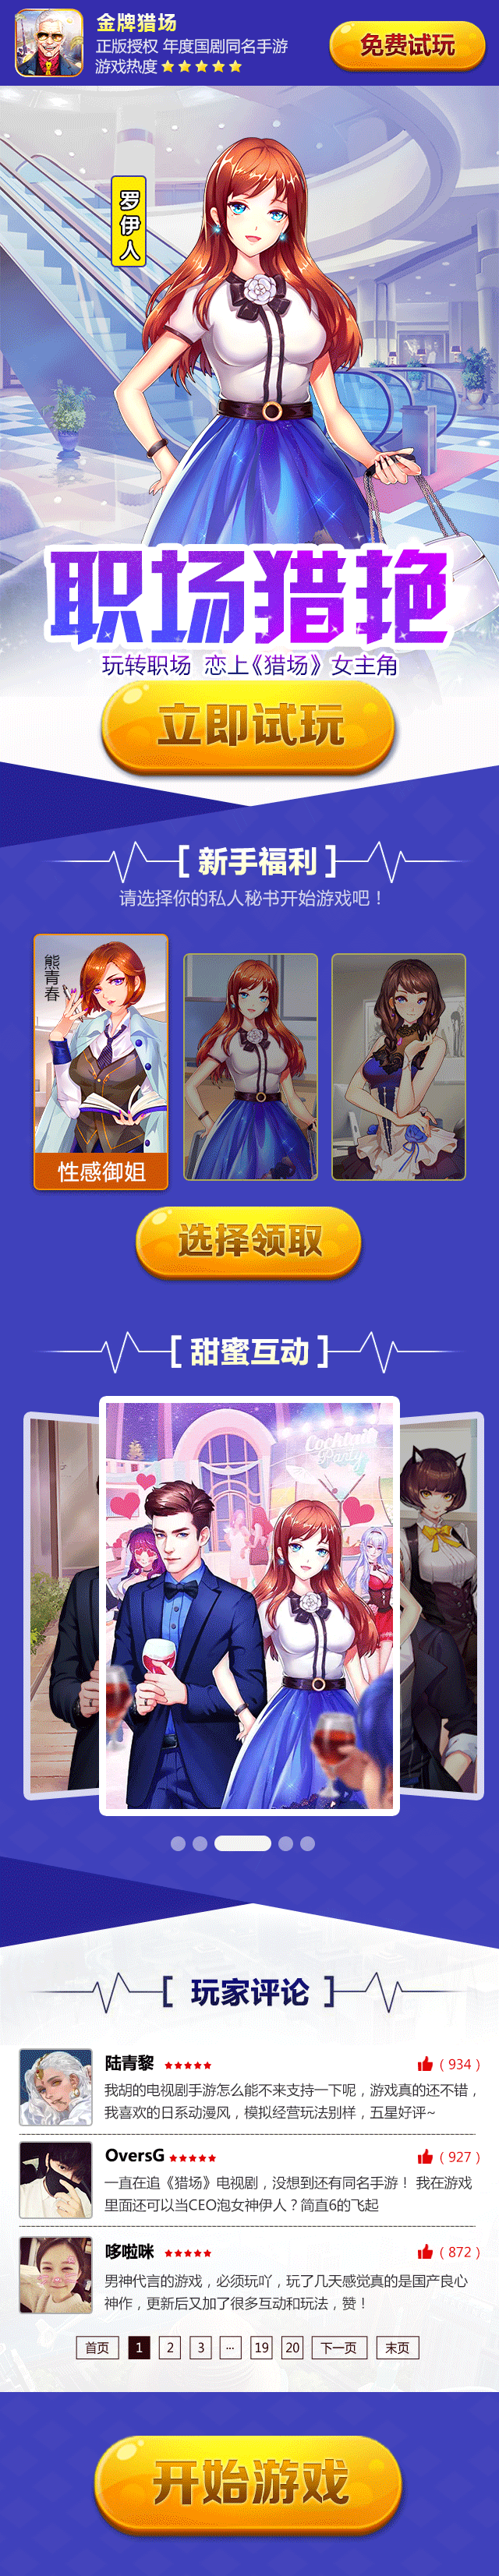 金牌猎场
正版授权 年度国剧同名手游
游戏热度
免费试玩
罗伊人
职场猎艳
玩转职场 恋上《猎场》女主角
立即试玩
[ 新手福利 ]
请选择你的私人秘书开始游戏吧！
熊青春
性感御姐
选择领取
[ 甜蜜互动 ]
Cocktail
Party
[ 玩家评论 ]
陆青黎 （934）
我胡的电视剧手游怎么能不来支持一下呢，游戏真的还不错，
我喜欢的日系动漫风，模拟经营玩法别样，五星好评~
OversG （927）
一直在追《猎场》电视剧，没想到还有同名手游！ 我在游戏
里面还可以当CEO泡女神伊人？简直6的飞起
哆啦咪 （872）
男神代言的游戏，必须玩吖，玩了几天感觉真的是国产良心
神作，更新后又加了很多互动和玩法，赞！
首页 1 2 3 ... 19 20 下一页 末页
开始游戏